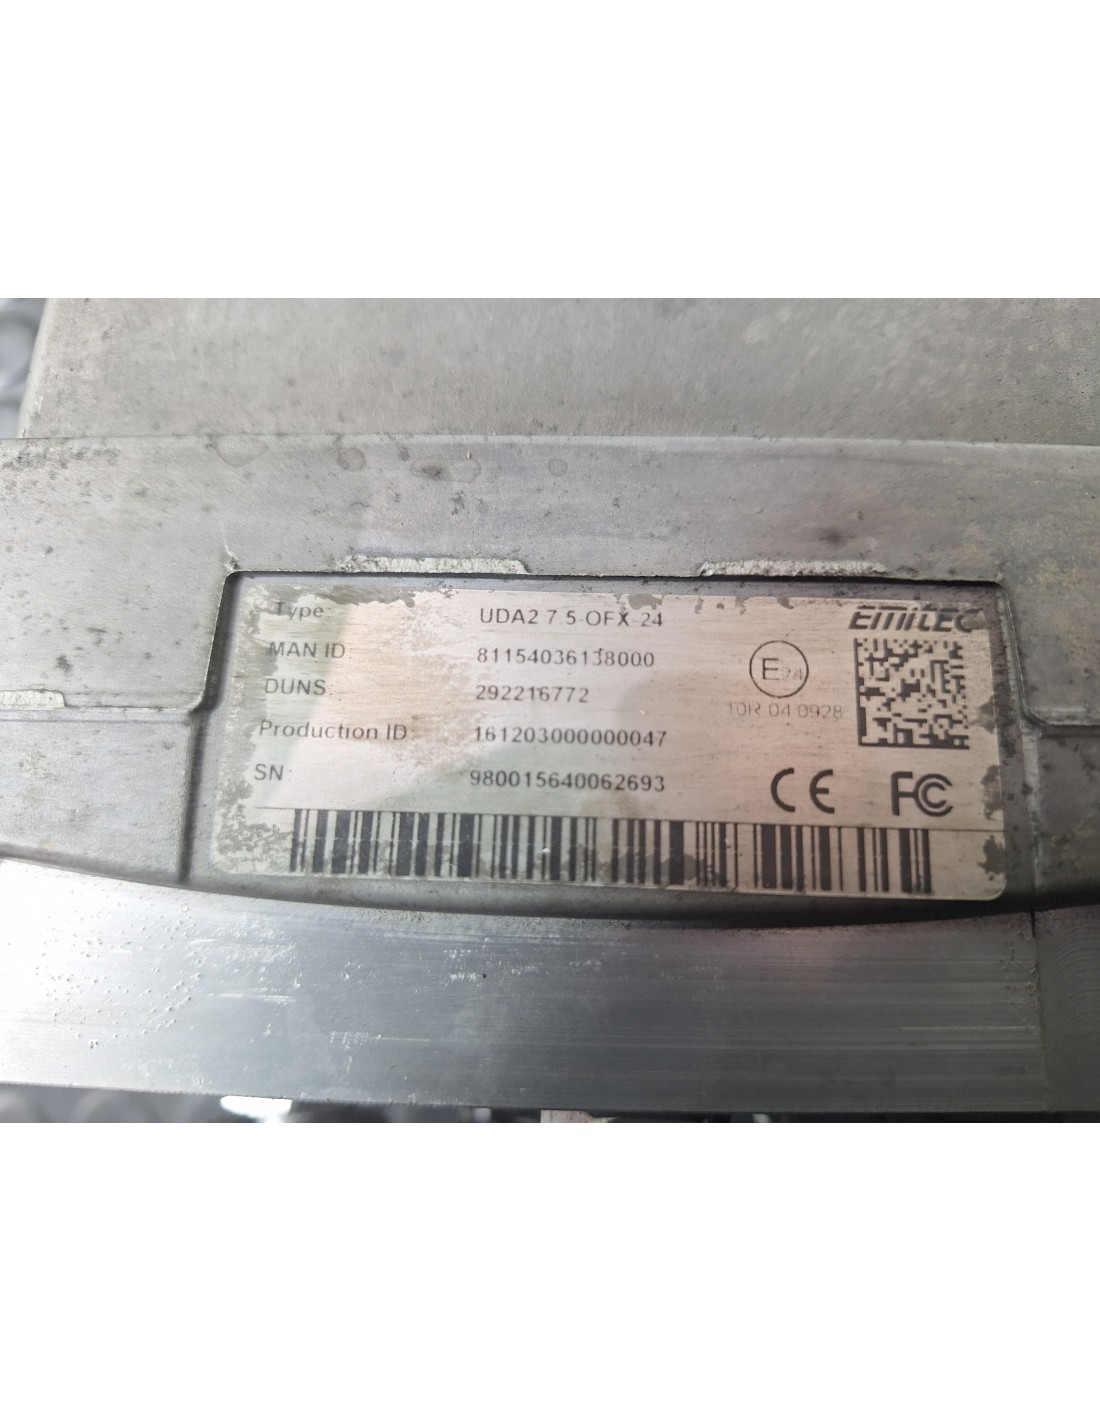 Type: UDA2 7.5-OFX-24
EMITEC
MAN ID: 81154036138000
E24
DUNS: 292216772
10R-04 0928
Production ID: 161203000000047
SN: 980015640062693
CE FC